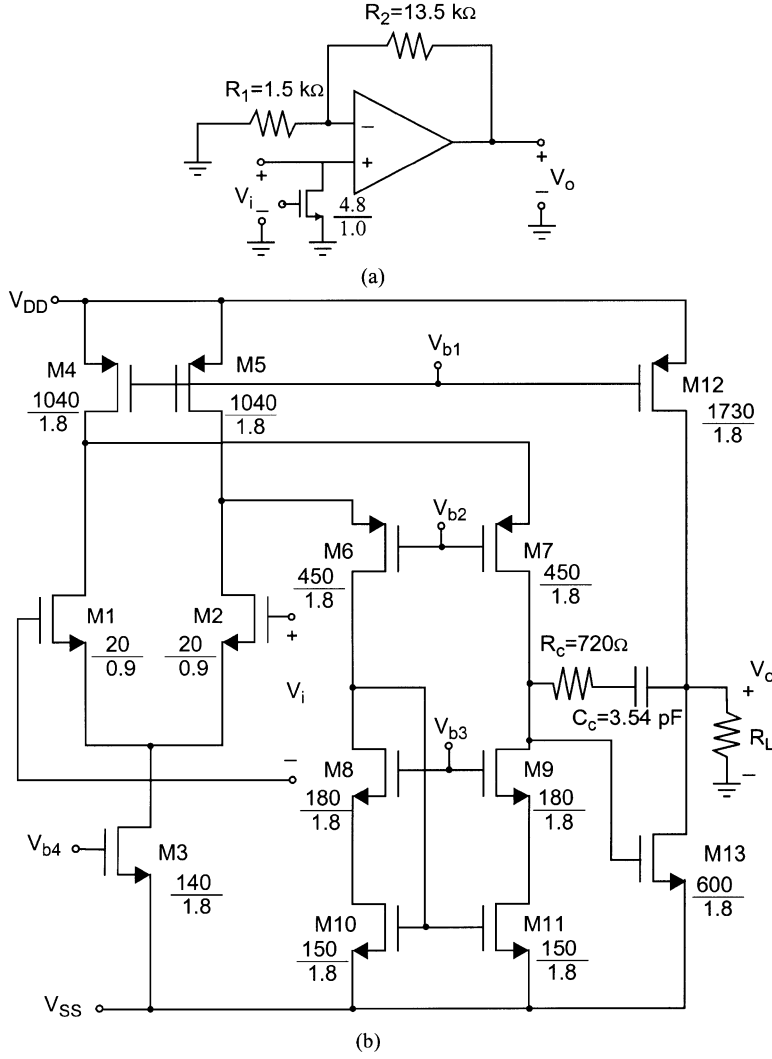 R2=13.5 kΩ
R1=1.5 kΩ
−
+
+
Vi
−
4.8
1.0
+
Vo
−
(a)
VDD
Vb1
M4
M5
M12
1040
1.8
1040
1.8
1730
1.8
Vb2
M6
M7
450
1.8
450
1.8
M1
M2
20
0.9
20
0.9
+
Vi
−
Rc=720Ω
Cc=3.54 pF
Vo
+
RL
−
Vb3
M8
M9
180
1.8
180
1.8
Vb4
M3
140
1.8
M13
600
1.8
M10
M11
150
1.8
150
1.8
VSS
(b)